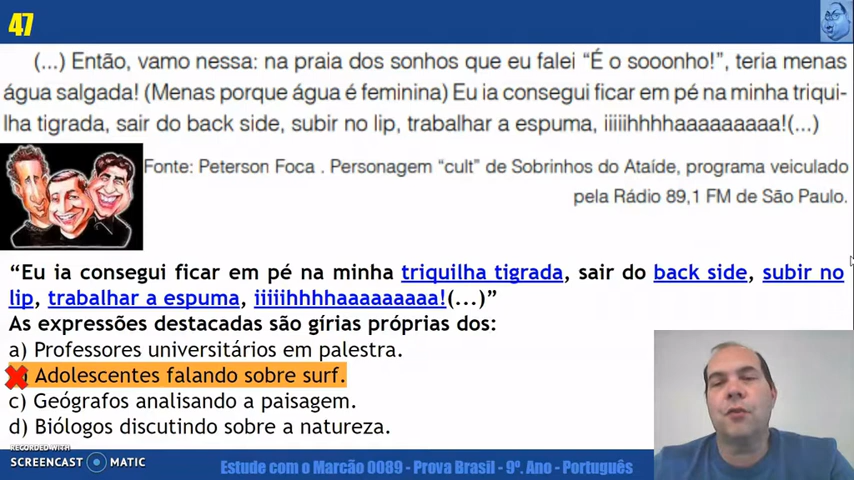 47
(...) Então, vamo nessa: na praia dos sonhos que eu falei “É o sooonho!”, teria menas
água salgada! (Menas porque água é feminina) Eu ia consegui ficar em pé na minha triqui-
lha tigrada, sair do back side, subir no lip, trabalhar a espuma, iiiiihhhhaaaaaaaaa!(...)
Fonte: Peterson Foca . Personagem “cult” de Sobrinhos do Ataíde, programa veiculado
pela Rádio 89,1 FM de São Paulo.
“Eu ia consegui ficar em pé na minha triquilha tigrada, sair do back side, subir no
lip, trabalhar a espuma, iiiiihhhhaaaaaaaaa!(...)”
As expressões destacadas são gírias próprias dos:
a) Professores universitários em palestra.
) Adolescentes falando sobre surf.
c) Geógrafos analisando a paisagem.
d) Biólogos discutindo sobre a natureza.
RECORDED WITH
SCREENCAST MATIC
Estude com o Marcão 0089 - Prova Brasil - 9º. Ano - Português